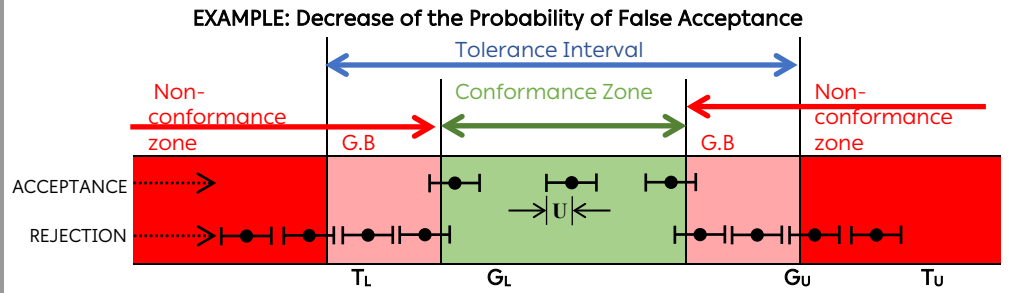 EXAMPLE: Decrease of the Probability of False Acceptance
Tolerance Interval
Non-
conformance
zone
Conformance Zone
Non-
conformance
zone
G.B
G.B
ACCEPTANCE
U
REJECTION
TL
GL
GU
TU